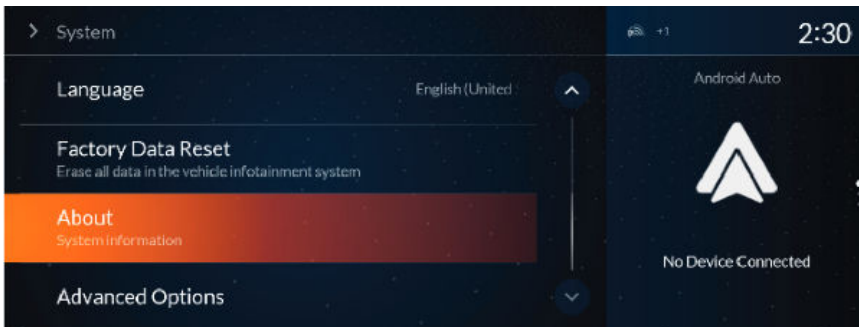 System
+1
2:30
Language
English (United
Android Auto
Factory Data Reset
Erase all data in the vehicle infotainment system
About
System information
No Device Connected
Advanced Options